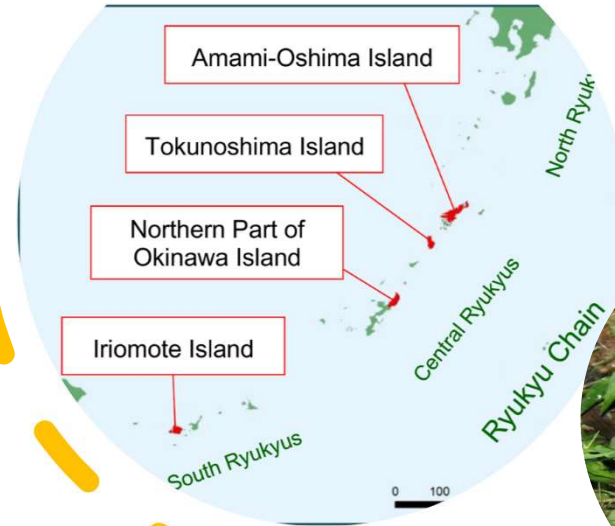 Amami-Oshima Island
North Ryuk
Tokunoshima Island
Northern Part of
Okinawa Island
Central Ryukyus
Iriomote Island
Ryukyu Chain
South Ryukyus
0 100